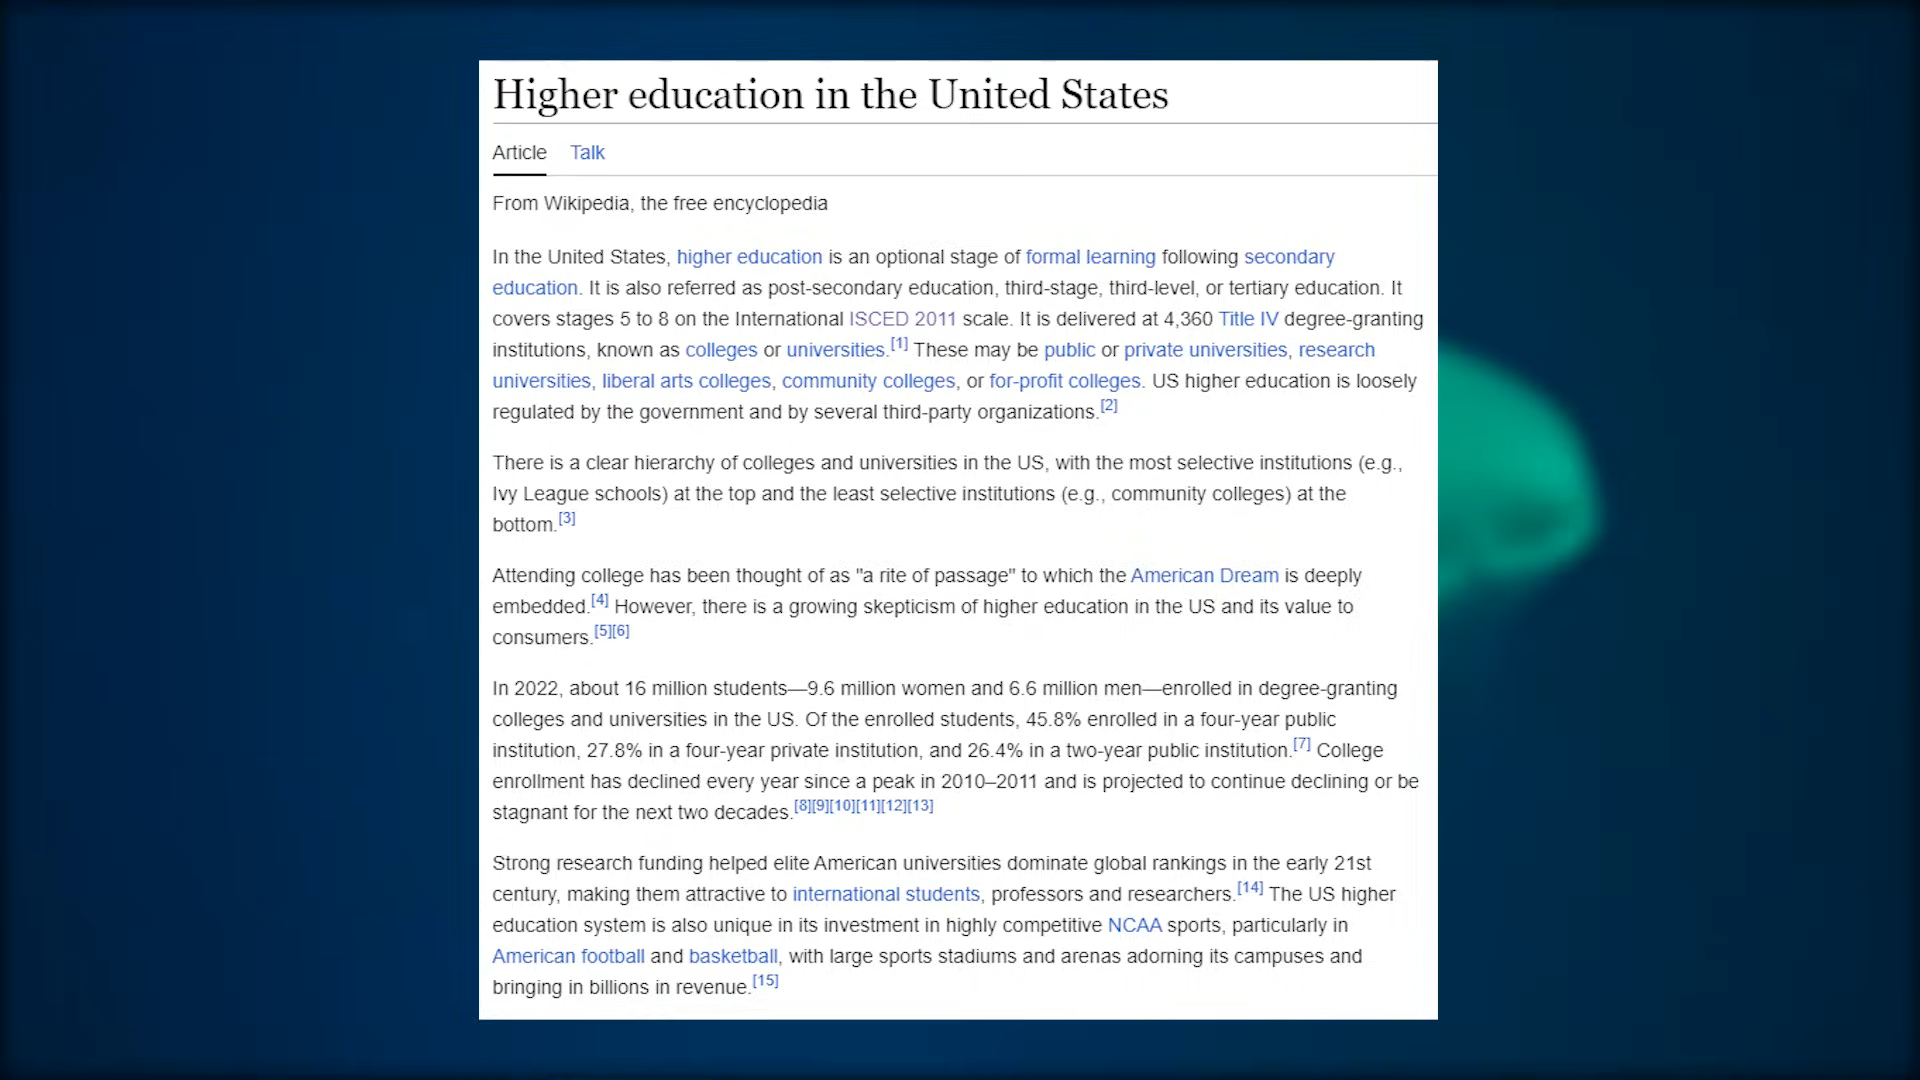 Higher education in the United States
Article Talk
From Wikipedia, the free encyclopedia
In the United States, higher education is an optional stage of formal learning following secondary
education. It is also referred as post-secondary education, third-stage, third-level, or tertiary education. It
covers stages 5 to 8 on the International ISCED 2011 scale. It is delivered at 4,360 Title IV degree-granting
institutions, known as colleges or universities.[1] These may be public or private universities, research
universities, liberal arts colleges, community colleges, or for-profit colleges. US higher education is loosely
regulated by the government and by several third-party organizations.[2]
There is a clear hierarchy of colleges and universities in the US, with the most selective institutions (e.g.,
Ivy League schools) at the top and the least selective institutions (e.g., community colleges) at the
bottom.[3]
Attending college has been thought of as "a rite of passage" to which the American Dream is deeply
embedded.[4] However, there is a growing skepticism of higher education in the US and its value to
consumers.[5][6]
In 2022, about 16 million students—9.6 million women and 6.6 million men—enrolled in degree-granting
colleges and universities in the US. Of the enrolled students, 45.8% enrolled in a four-year public
institution, 27.8% in a four-year private institution, and 26.4% in a two-year public institution.[7] College
enrollment has declined every year since a peak in 2010–2011 and is projected to continue declining or be
stagnant for the next two decades.[8][9][10][11][12][13]
Strong research funding helped elite American universities dominate global rankings in the early 21st
century, making them attractive to international students, professors and researchers.[14] The US higher
education system is also unique in its investment in highly competitive NCAA sports, particularly in
American football and basketball, with large sports stadiums and arenas adorning its campuses and
bringing in billions in revenue.[15]